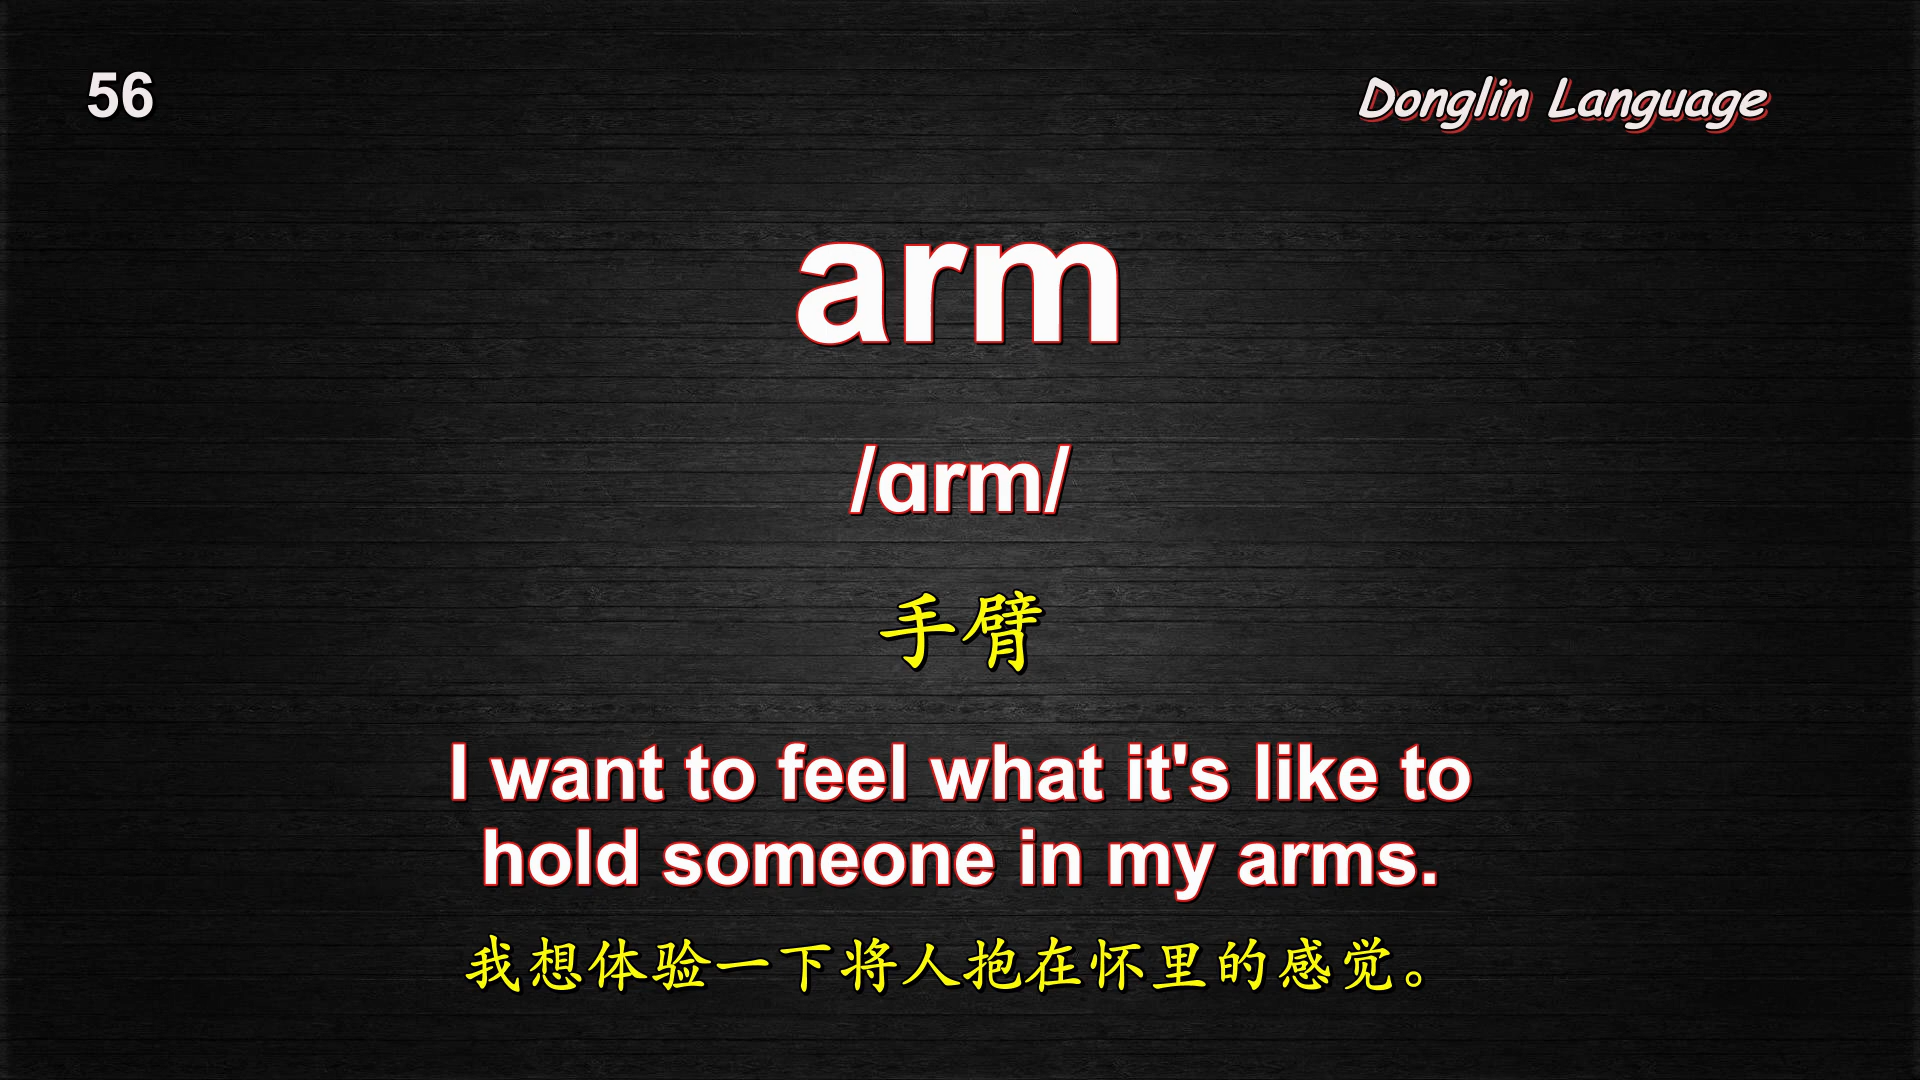 56
Donglin Language
arm
/ɑrm/
手臂
I want to feel what it's like to
hold someone in my arms.
我想体验一下将人抱在怀里的感觉。